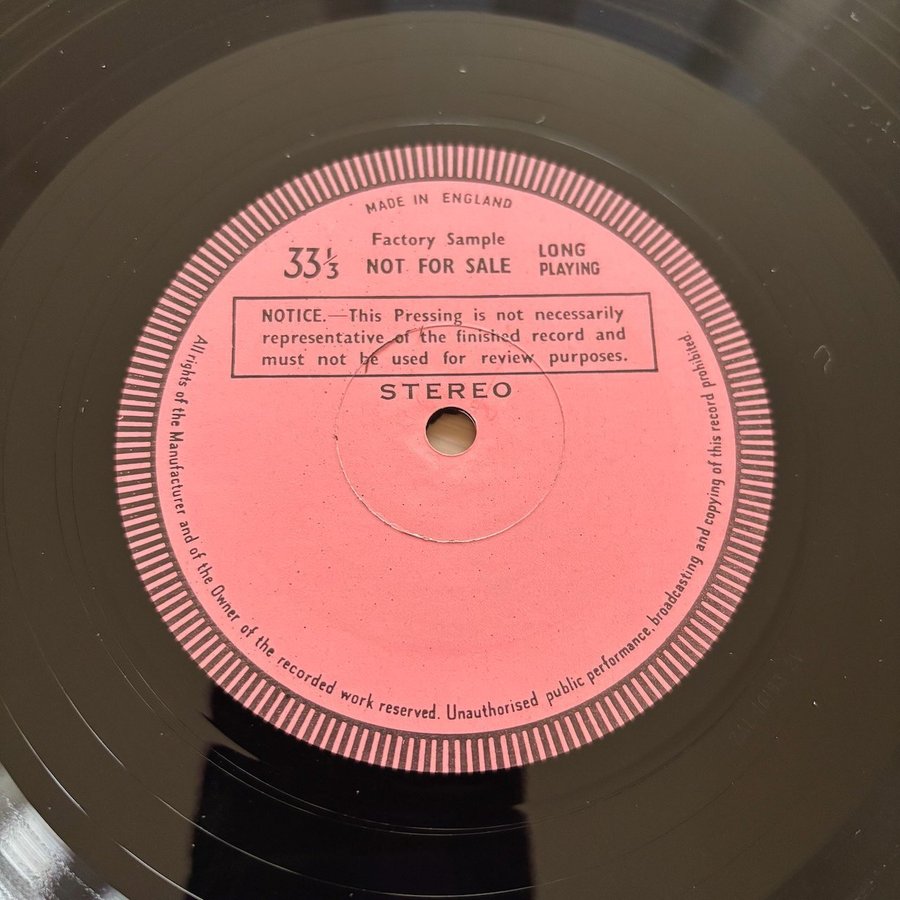 MADE IN ENGLAND
Factory Sample
33⅓ NOT FOR SALE LONG PLAYING
NOTICE.—This Pressing is not necessarily
representative of the finished record and
must not be used for review purposes.
STEREO
All rights of the Manufacturer and of the Owner of the recorded work reserved. Unauthorised public performance, broadcasting and copying of this record prohibited.